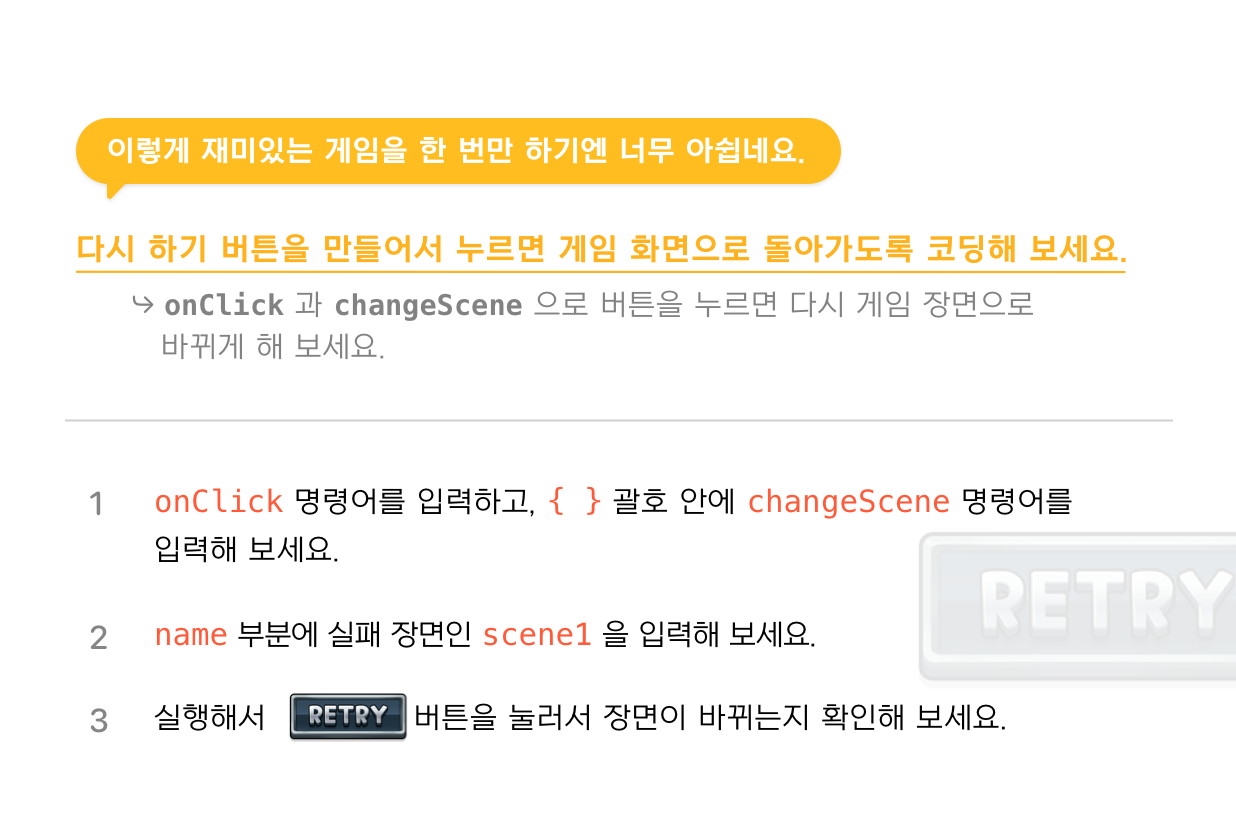 이렇게 재미있는 게임을 한 번만 하기엔 너무 아쉽네요.
다시 하기 버튼을 만들어서 누르면 게임 화면으로 돌아가도록 코딩해 보세요.
↪ onClick 과 changeScene 으로 버튼을 누르면 다시 게임 장면으로
바뀌게 해 보세요.
1 onClick 명령어를 입력하고, { } 괄호 안에 changeScene 명령어를
입력해 보세요.
RETRY
2 name 부분에 실패 장면인 scene1 을 입력해 보세요.
3 실행해서 RETRY 버튼을 눌러서 장면이 바뀌는지 확인해 보세요.